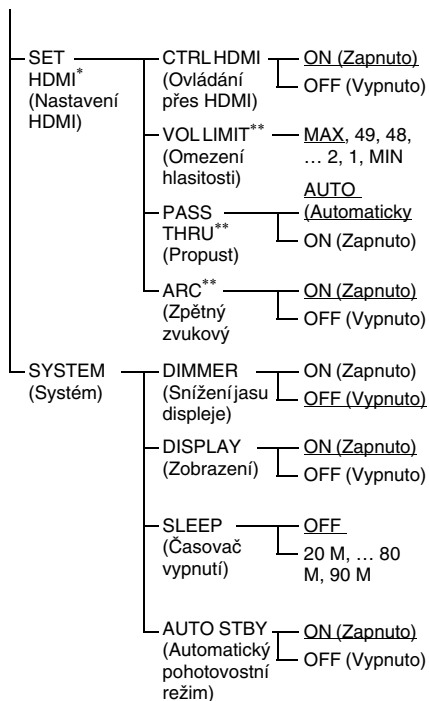 SET
HDMI*
(Nastavení
HDMI)
CTRL HDMI
(Ovládání
přes HDMI)
ON (Zapnuto)
OFF (Vypnuto)
VOL LIMIT**
(Omezení
hlasitosti)
MAX, 49, 48,
… 2, 1, MIN
PASS
THRU**
(Propust)
AUTO
(Automaticky
ON (Zapnuto)
ARC**
(Zpětný
zvukový
ON (Zapnuto)
OFF (Vypnuto)
SYSTEM
(Systém)
DIMMER
(Snížení jasu
displeje)
ON (Zapnuto)
OFF (Vypnuto)
DISPLAY
(Zobrazení)
ON (Zapnuto)
OFF (Vypnuto)
SLEEP
(Časovač
vypnutí)
OFF
20 M, … 80
M, 90 M
AUTO STBY
(Automatický
pohotovostní
režim)
ON (Zapnuto)
OFF (Vypnuto)